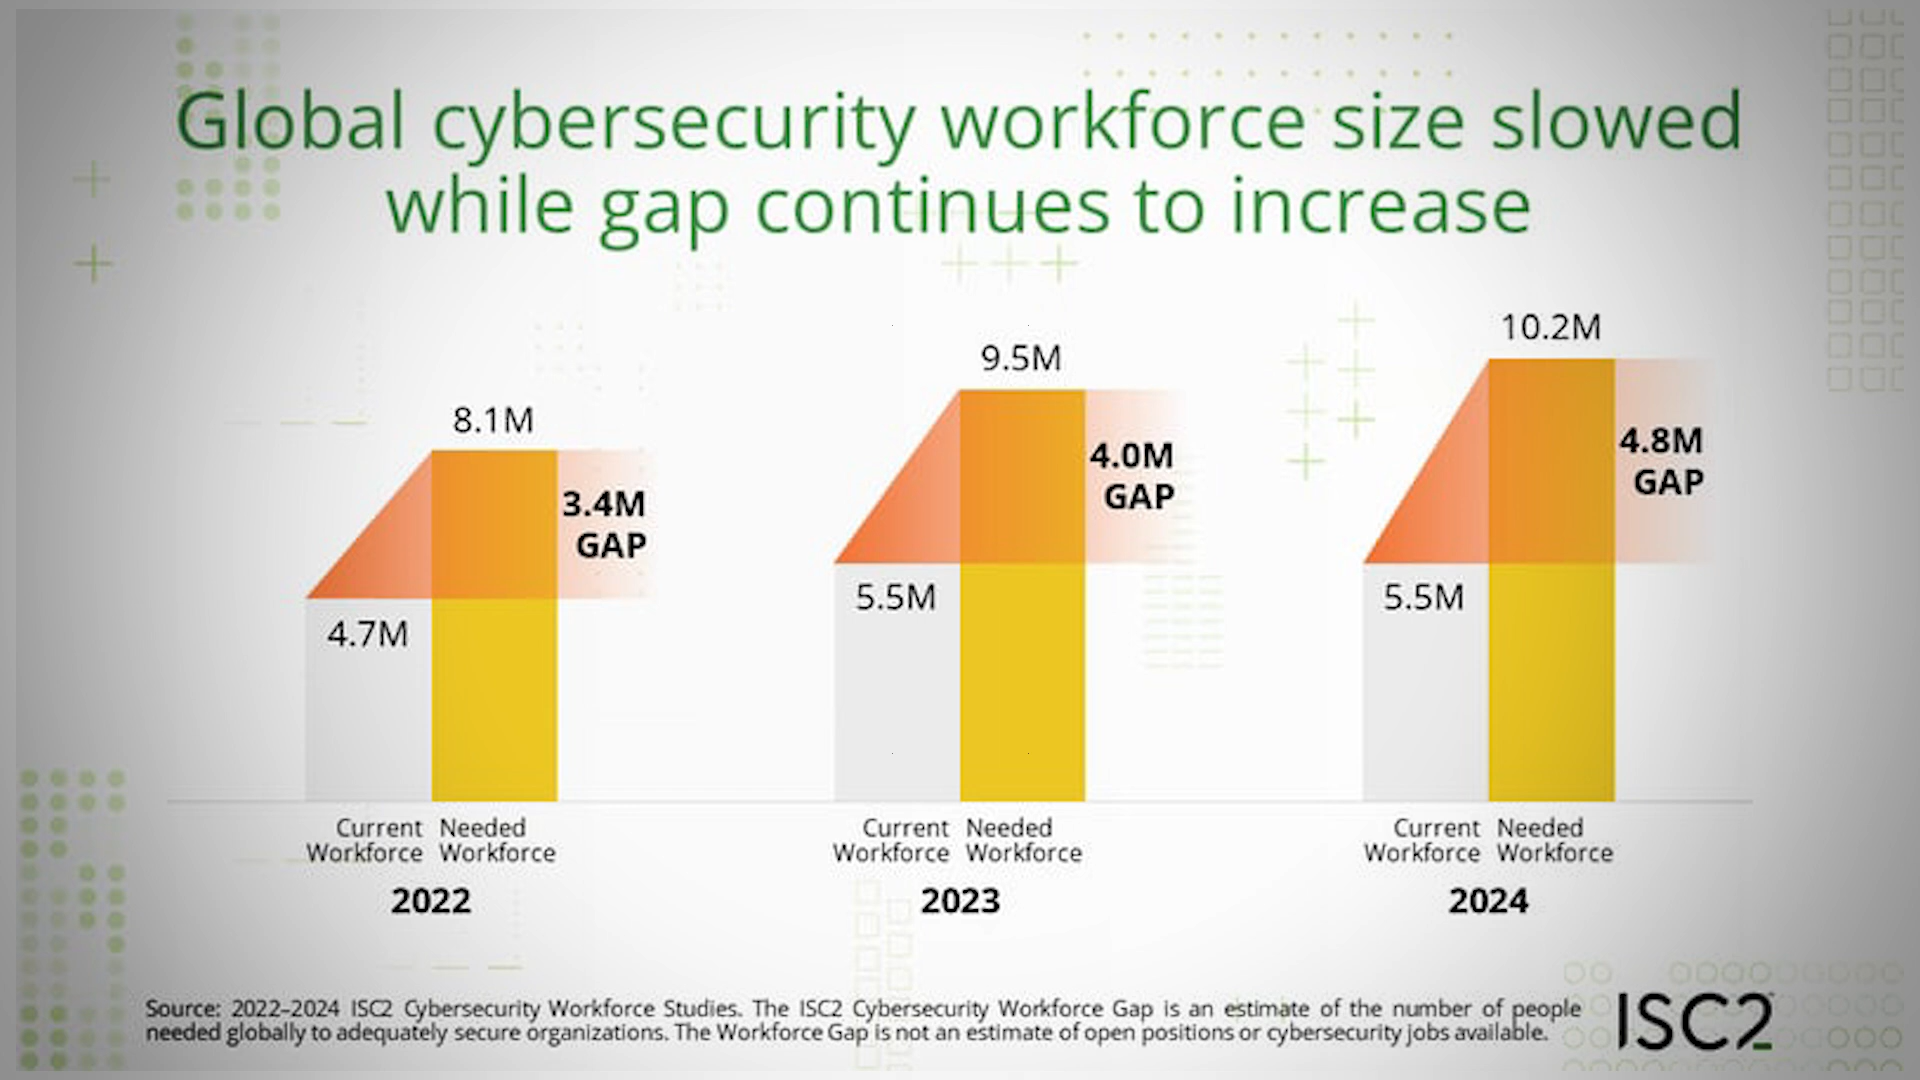 Global cybersecurity workforce size slowed
while gap continues to increase
8.1M
3.4M
GAP
4.7M
Current Workforce
Needed Workforce
2022
9.5M
4.0M
GAP
5.5M
Current Workforce
Needed Workforce
2023
10.2M
4.8M
GAP
5.5M
Current Workforce
Needed Workforce
2024
Source: 2022–2024 ISC2 Cybersecurity Workforce Studies. The ISC2 Cybersecurity Workforce Gap is an estimate of the number of people
needed globally to adequately secure organizations. The Workforce Gap is not an estimate of open positions or cybersecurity jobs available.
ISC2